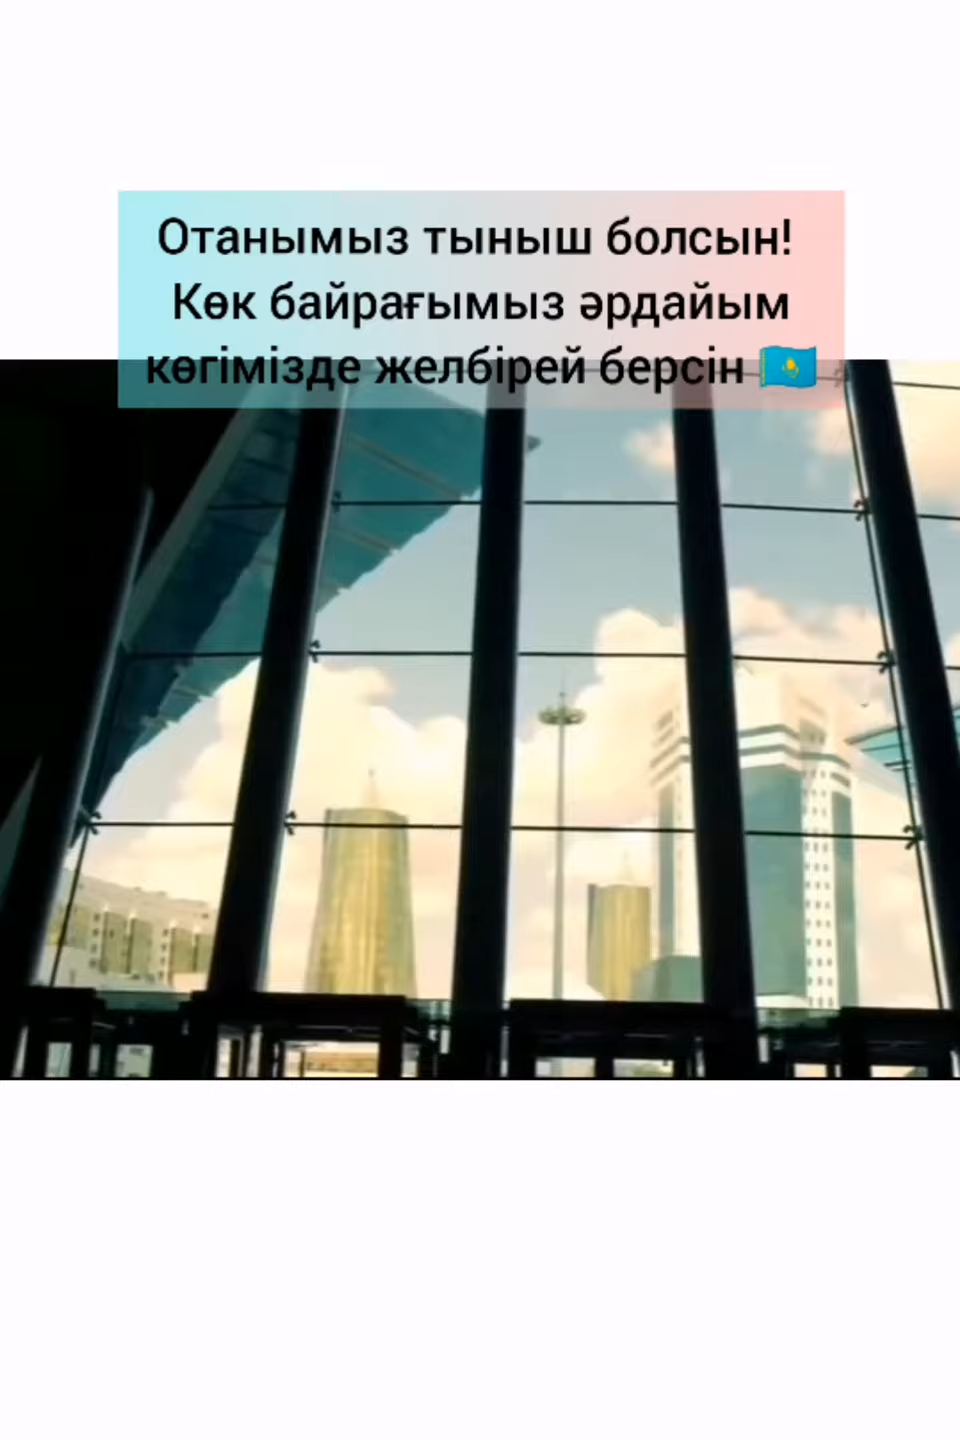 Отанымыз тыныш болсын!
Көк байрағымыз әрдайым
көгімізде желбірей берсін 🇰🇿